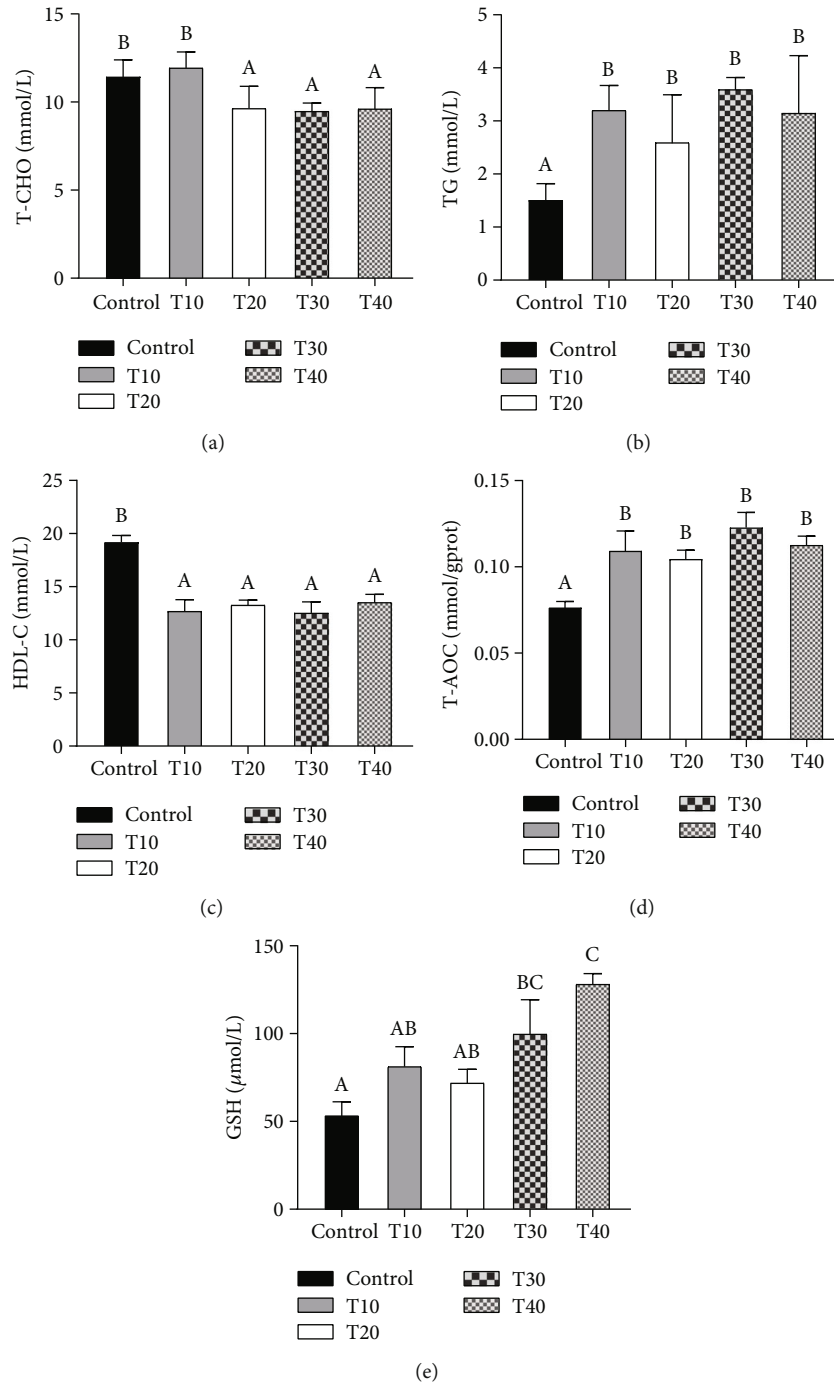 15
10
5
0
T-CHO (mmol/L)
B
B
A
A
A
Control
T10
T20
T30
T40
Control
T10
T20
T30
T40
(a)
5
4
3
2
1
0
TG (mmol/L)
A
B
B
B
B
Control
T10
T20
T30
T40
Control
T10
T20
T30
T40
(b)
25
20
15
10
5
0
HDL-C (mmol/L)
B
A
A
A
A
Control
T10
T20
T30
T40
Control
T10
T20
T30
T40
(c)
0.15
0.10
0.05
0.00
T-AOC (mmol/gprot)
A
B
B
B
B
Control
T10
T20
T30
T40
Control
T10
T20
T30
T40
(d)
150
100
50
0
GSH (μmol/L)
A
AB
AB
BC
C
Control
T10
T20
T30
T40
Control
T10
T20
T30
T40
(e)